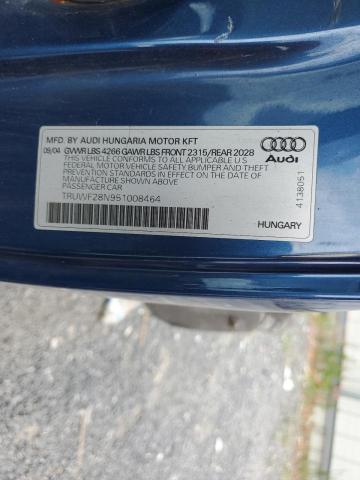 MFD. BY AUDI HUNGARIA MOTOR KFT
09/04 GVWR LBS 4266 GAWR LBS FRONT 2315/REAR 2028
THIS VEHICLE CONFORMS TO ALL APPLICABLE U.S
FEDERAL MOTOR VEHICLE SAFETY, BUMPER AND THEFT
PREVENTION STANDARDS IN EFFECT ON THE DATE OF
MANUFACTURE SHOWN ABOVE.
PASSENGER CAR
TRUWF28N951008464
Audi
4138051
HUNGARY